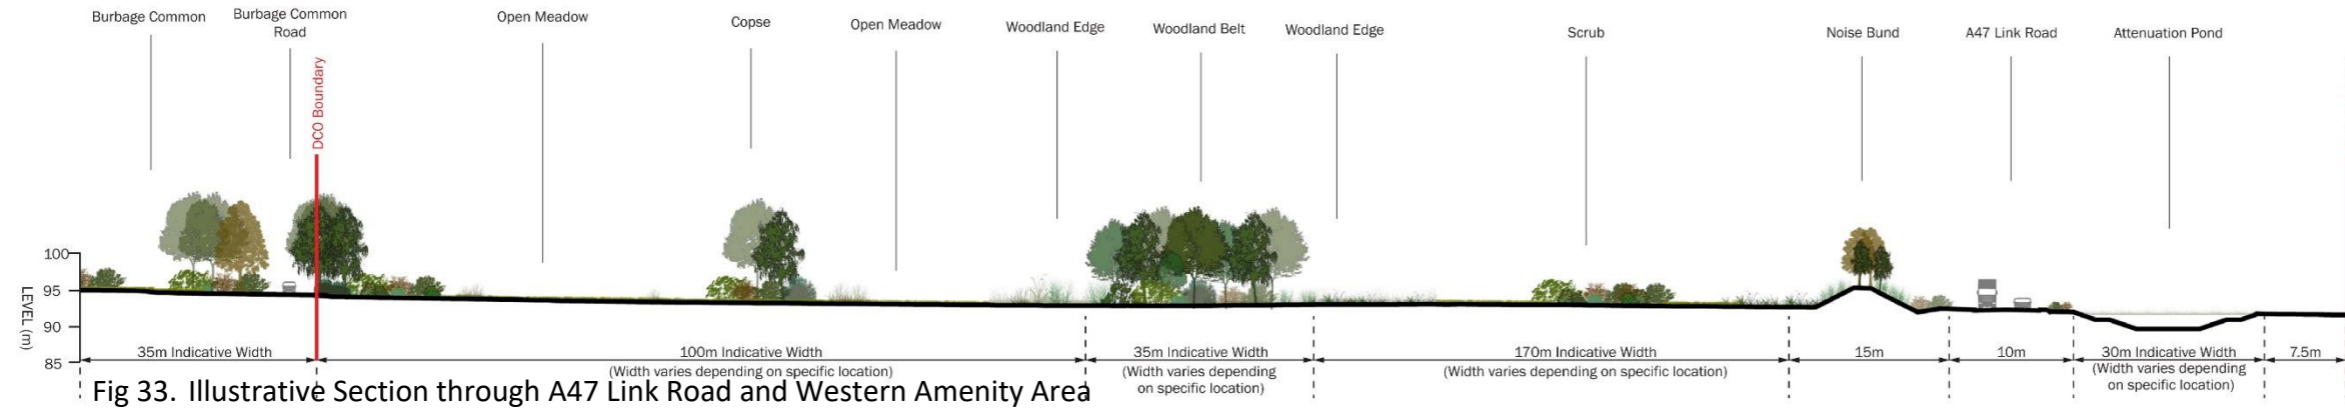 Burbage Common
Burbage Common
Road
Open Meadow
Copse
Open Meadow
Woodland Edge
Woodland Belt
Woodland Edge
Scrub
Noise Bund
A47 Link Road
Attenuation Pond
DCO Boundary
LEVEL (m)
100
95
90
85
35m Indicative Width
100m Indicative Width
(Width varies depending on specific location)
35m Indicative Width
(Width varies depending
on specific location)
170m Indicative Width
(Width varies depending on specific location)
15m
10m
30m Indicative Width
(Width varies depending
on specific location)
7.5m
Fig 33. Illustrative Section through A47 Link Road and Western Amenity Area